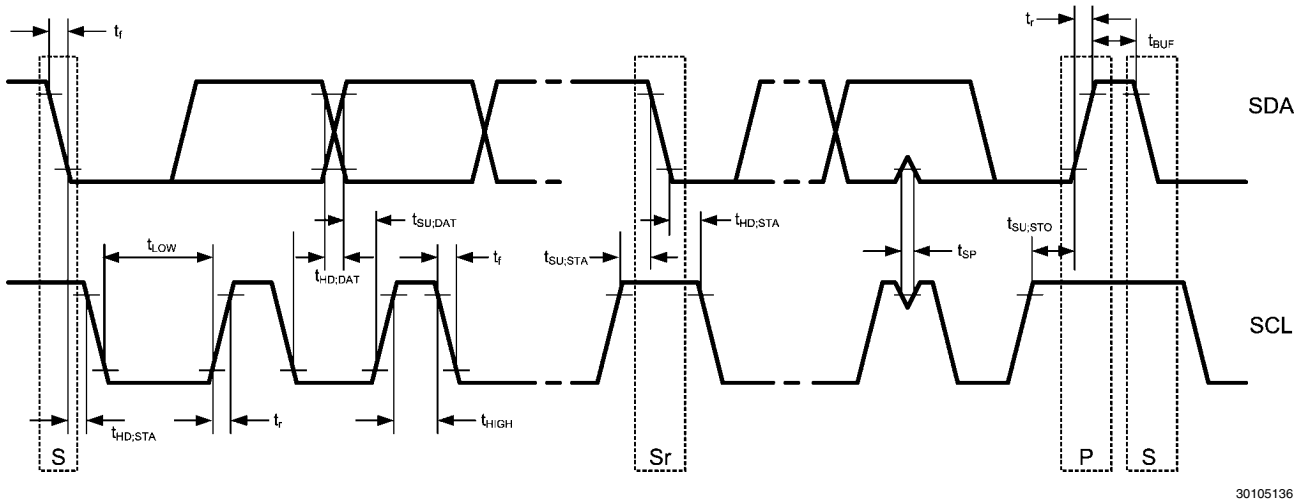 tf
tr
tBUF
SDA
tSU;DAT
tHD;STA
tSU;STO
tLOW
tf
tSU;STA
tSP
tHD;DAT
SCL
tHD;STA
tr
tHIGH
S
Sr
P
S
30105136